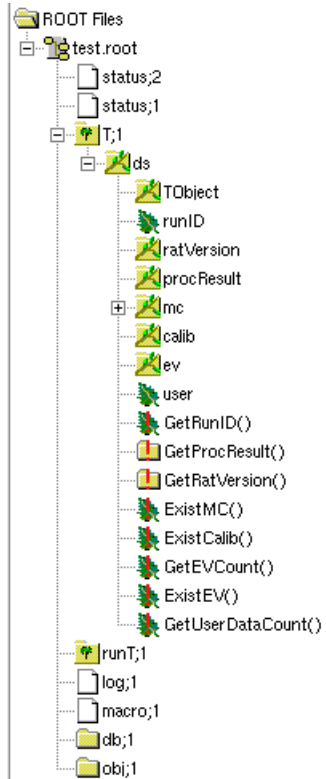 ROOT Files
test.root
status;2
status;1
T;1
ds
TObject
runID
ratVersion
procResult
mc
calib
ev
user
GetRunID()
GetProcResult()
GetRatVersion()
ExistMC()
ExistCalib()
GetEVCount()
ExistEV()
GetUserDataCount()
runT;1
log;1
macro;1
db;1
obj;1